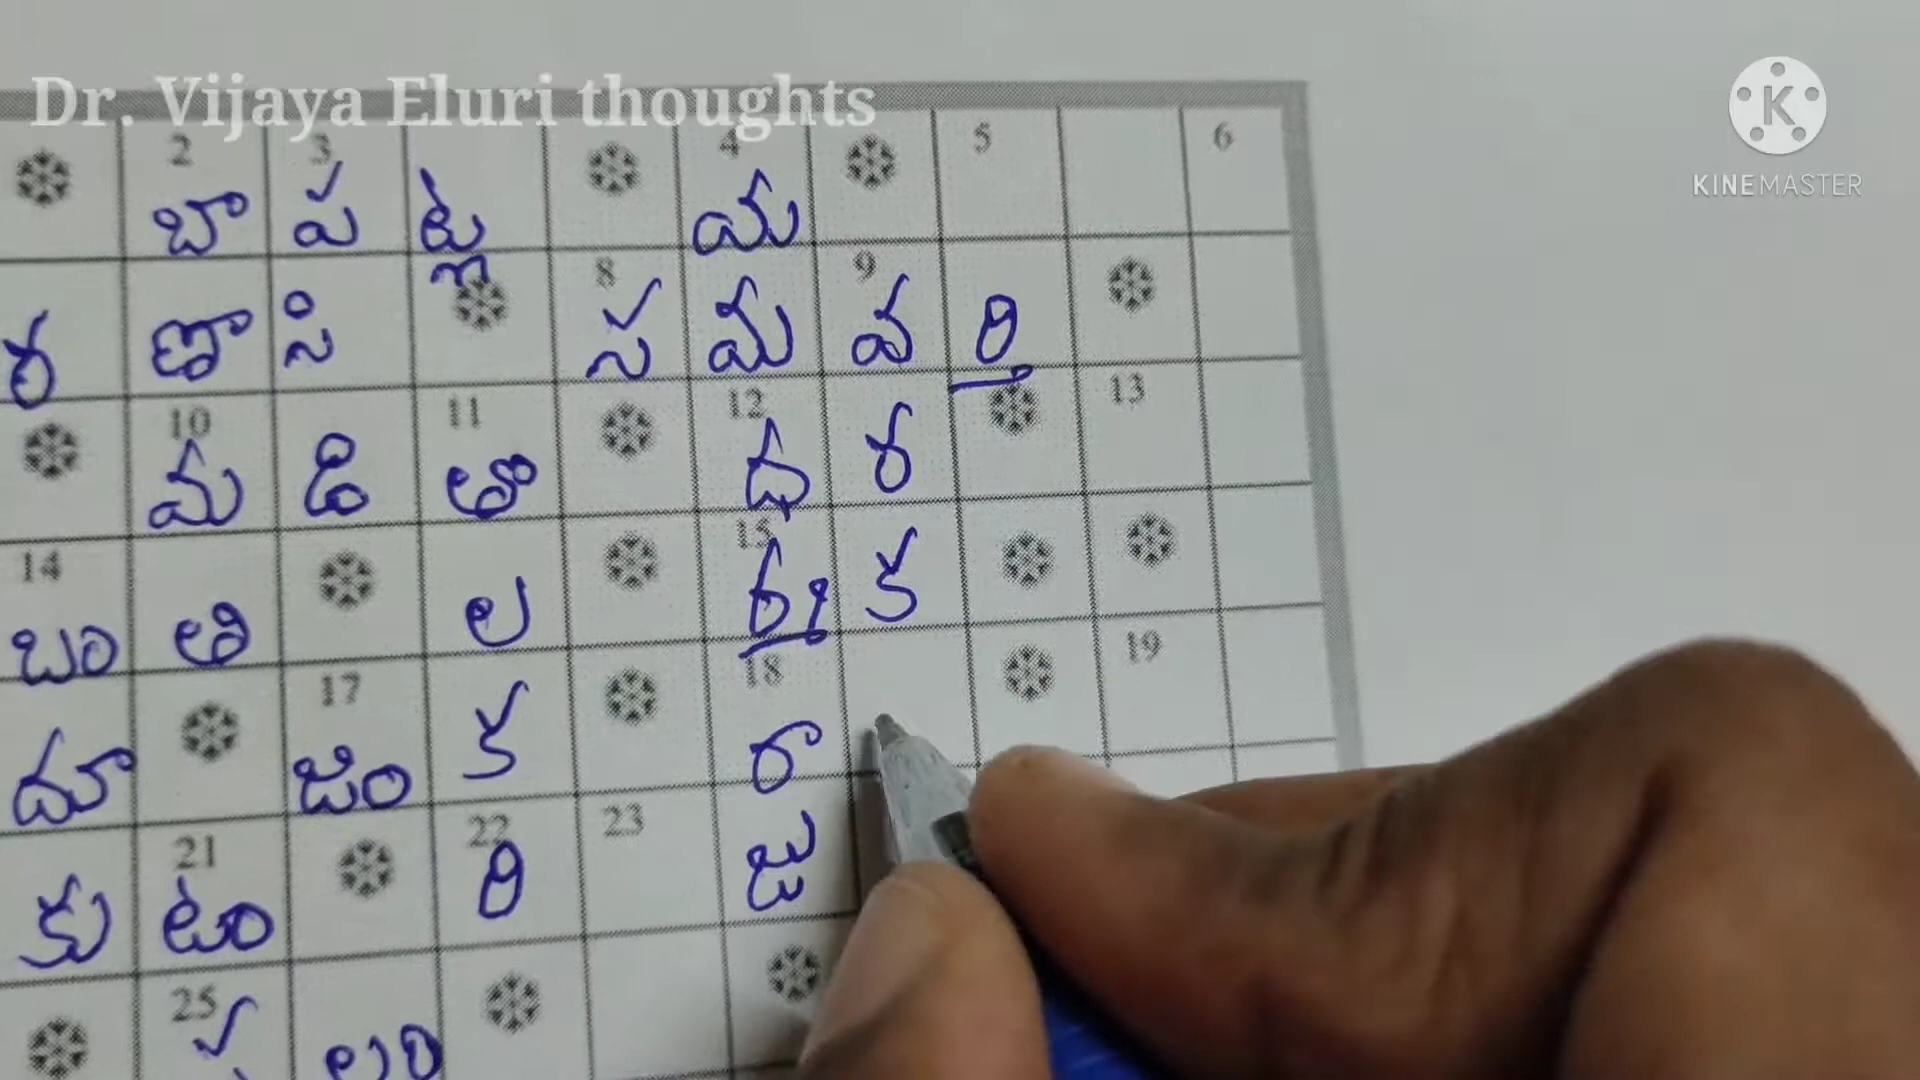 Dr. Vijaya Eluri thoughts
KINEMASTER
2 3 4 5 6
బా ప ట్ల య
8 9
ర ణా సి స మ వ ర్తి
10 11 12 13
మ డి తో ధ ర
14 15
బం తి ల ర్మ క
17 18 19
దూ జిం క రా
21 22 23
కు టం రి జు
25
లం